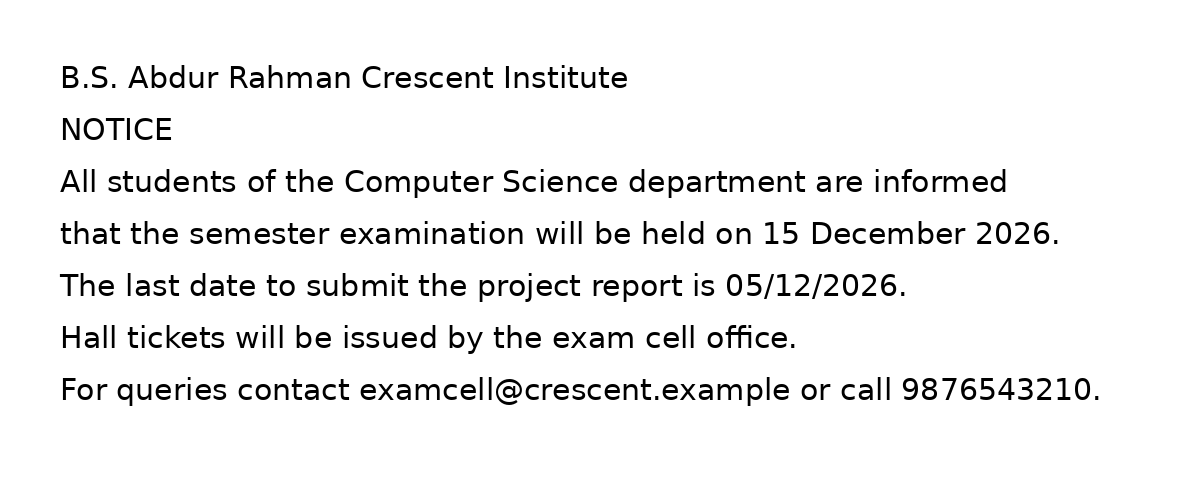 B.S. Abdur Rahman Crescent Institute
NOTICE
All students of the Computer Science department are informed
that the semester examination will be held on 15 December 2026.
The last date to submit the project report is 05/12/2026.
Hall tickets will be issued by the exam cell office.
For queries contact examcell@crescent.example or call 9876543210.